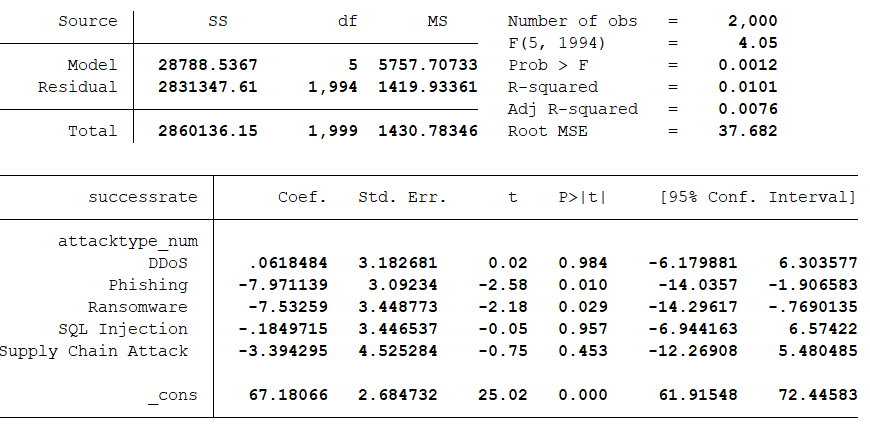 Source SS df MS Number of obs = 2,000
F(5, 1994) = 4.05
Model 28788.5367 5 5757.70733 Prob > F = 0.0012
Residual 2831347.61 1,994 1419.93361 R-squared = 0.0101
Adj R-squared = 0.0076
Total 2860136.15 1,999 1430.78346 Root MSE = 37.682
successrate Coef. Std. Err. t P>|t| [95% Conf. Interval]
attacktype_num
DDoS .0618484 3.182681 0.02 0.984 -6.179881 6.303577
Phishing -7.971139 3.09234 -2.58 0.010 -14.0357 -1.906583
Ransomware -7.53259 3.448773 -2.18 0.029 -14.29617 -.7690135
SQL Injection -.1849715 3.446537 -0.05 0.957 -6.944163 6.57422
Supply Chain Attack -3.394295 4.525284 -0.75 0.453 -12.26908 5.480485
_cons 67.18066 2.684732 25.02 0.000 61.91548 72.44583